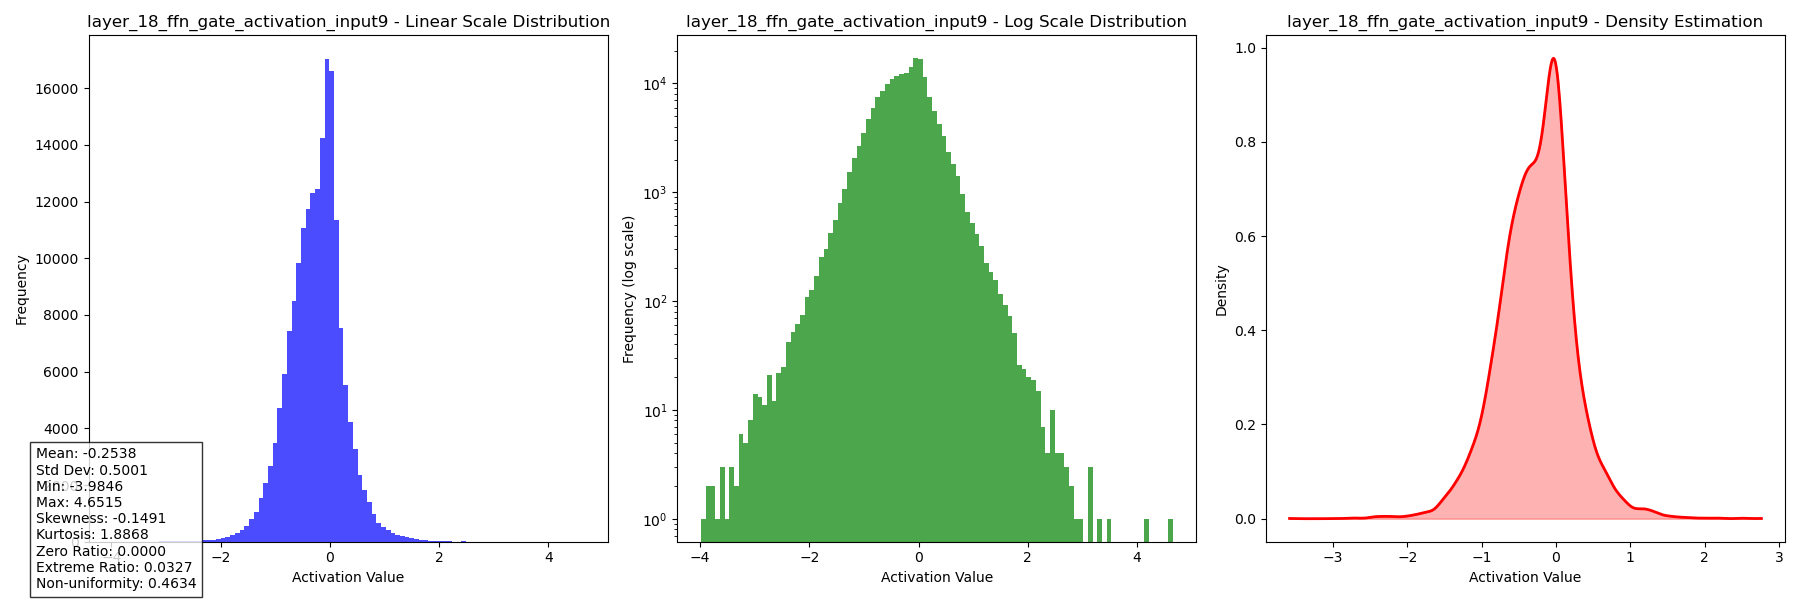 layer_18_ffn_gate_activation_input9 - Linear Scale Distribution
16000
14000
12000
10000
8000
6000
4000
Frequency
−2
0
2
4
Activation Value
Mean: -0.2538
Std Dev: 0.5001
Min: -3.9846
Max: 4.6515
Skewness: -0.1491
Kurtosis: 1.8868
Zero Ratio: 0.0000
Extreme Ratio: 0.0327
Non-uniformity: 0.4634
layer_18_ffn_gate_activation_input9 - Log Scale Distribution
10⁴
10³
10²
10¹
10⁰
Frequency (log scale)
−4
−2
0
2
4
Activation Value
layer_18_ffn_gate_activation_input9 - Density Estimation
1.0
0.8
0.6
0.4
0.2
0.0
Density
−3
−2
−1
0
1
2
3
Activation Value